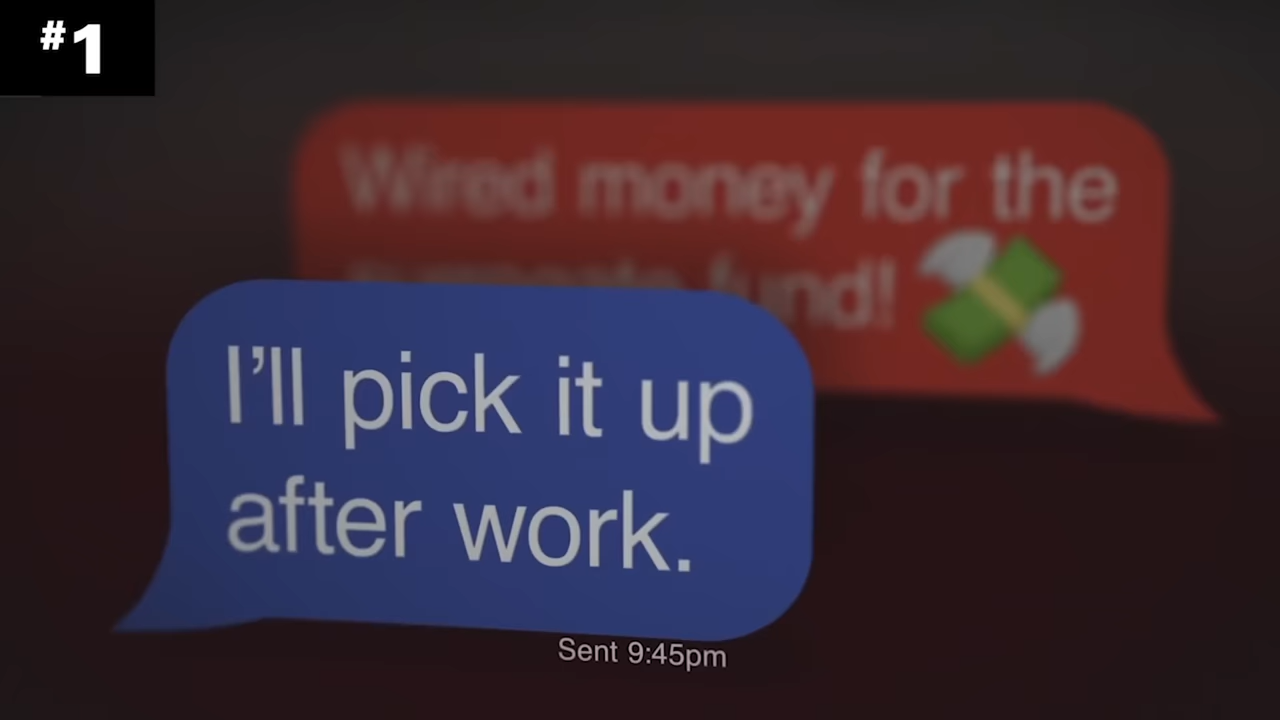 #1
Wired money for the
fund! 💸
I'll pick it up
after work.
Sent 9:45pm